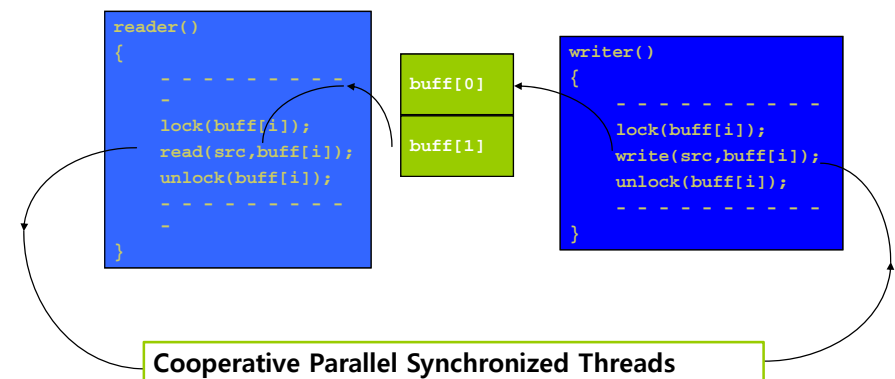 reader()
{
- - - - - - - - -
-
lock(buff[i]);
read(src,buff[i]);
unlock(buff[i]);
- - - - - - - - -
-
}
buff[0]
buff[1]
writer()
{
- - - - - - - - - -
lock(buff[i]);
write(src,buff[i]);
unlock(buff[i]);
- - - - - - - - - -
}
Cooperative Parallel Synchronized Threads